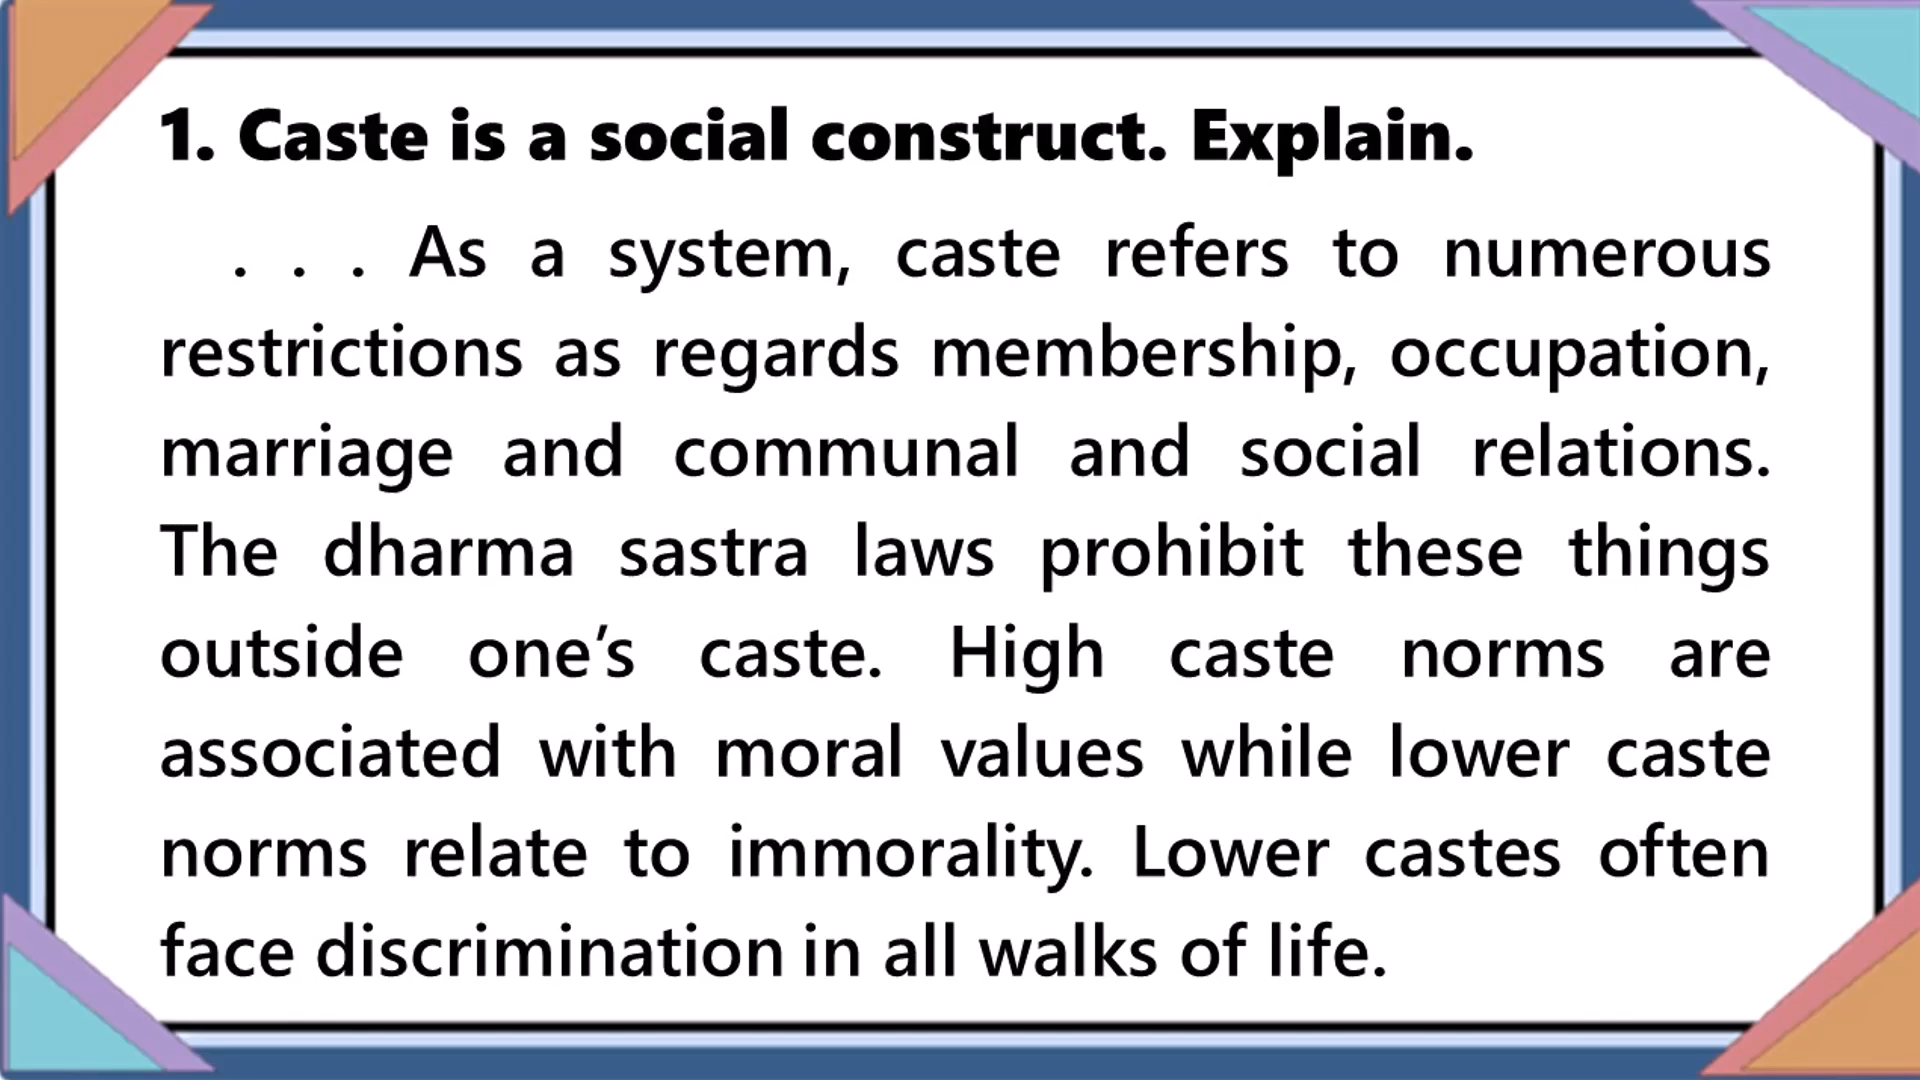 1. Caste is a social construct. Explain.
. . . As a system, caste refers to numerous
restrictions as regards membership, occupation,
marriage and communal and social relations.
The dharma sastra laws prohibit these things
outside one’s caste. High caste norms are
associated with moral values while lower caste
norms relate to immorality. Lower castes often
face discrimination in all walks of life.